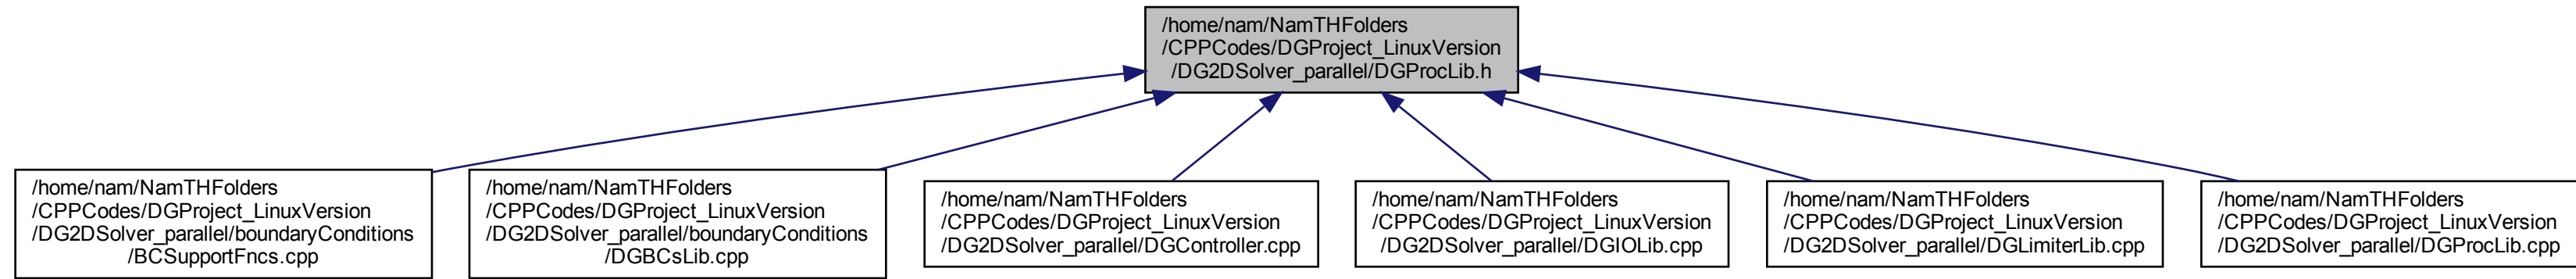 /home/nam/NamTHFolders
/CPPCodes/DGProject_LinuxVersion
/DG2DSolver_parallel/DGProcLib.h
/home/nam/NamTHFolders
/CPPCodes/DGProject_LinuxVersion
/DG2DSolver_parallel/boundaryConditions
/BCSupportFncs.cpp
/home/nam/NamTHFolders
/CPPCodes/DGProject_LinuxVersion
/DG2DSolver_parallel/boundaryConditions
/DGBCsLib.cpp
/home/nam/NamTHFolders
/CPPCodes/DGProject_LinuxVersion
/DG2DSolver_parallel/DGController.cpp
/home/nam/NamTHFolders
/CPPCodes/DGProject_LinuxVersion
/DG2DSolver_parallel/DGIOLib.cpp
/home/nam/NamTHFolders
/CPPCodes/DGProject_LinuxVersion
/DG2DSolver_parallel/DGLimiterLib.cpp
/home/nam/NamTHFolders
/CPPCodes/DGProject_LinuxVersion
/DG2DSolver_parallel/DGProcLib.cpp